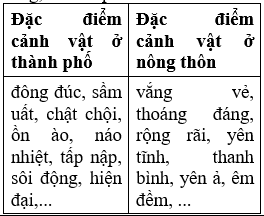 Đặc điểm
cảnh vật ở
thành phố
Đặc điểm
cảnh vật ở
nông thôn
đông đúc, sầm
uất, chật chội,
ồn ào, náo
nhiệt, tấp nập,
sôi động, hiện
đại,...
vắng vẻ,
thoáng đáng,
rộng rãi, yên
tĩnh, thanh
bình, yên ả, êm
đềm, ...